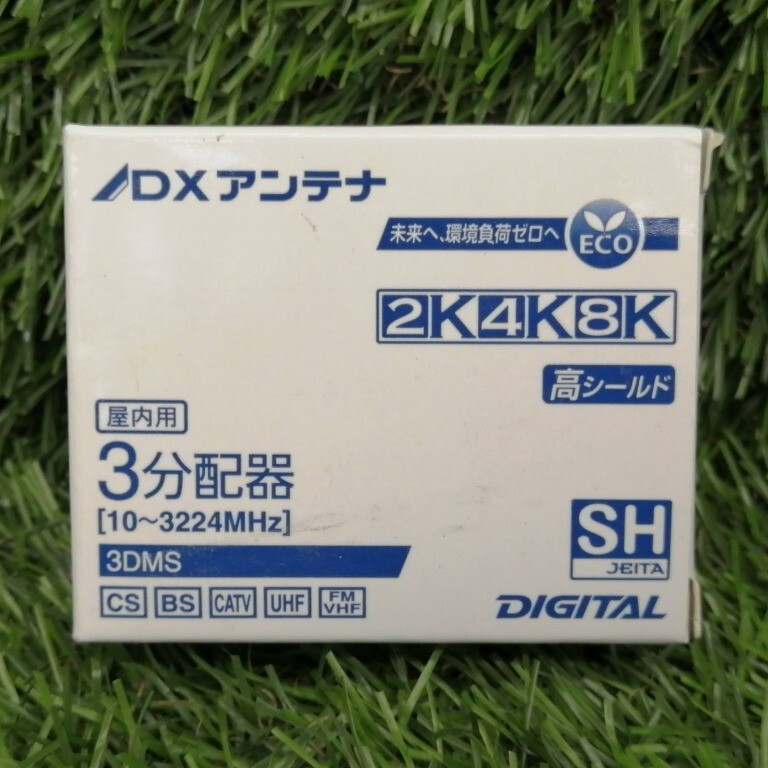 DXアンテナ
未来へ、環境負荷ゼロへ ECO
2K4K8K
高シールド
屋内用
3分配器
[10～3224MHz]
3DMS
CS BS CATV UHF FM VHF
SH
JEITA
DIGITAL